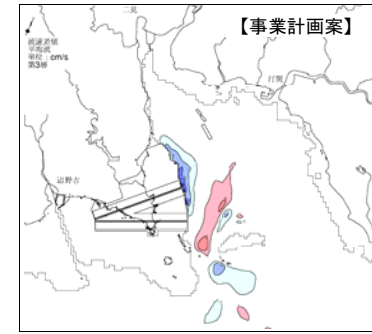 二見
【事業計画案】
流速差値
平均流
単位：cm/s
第3層
汀間
辺野古